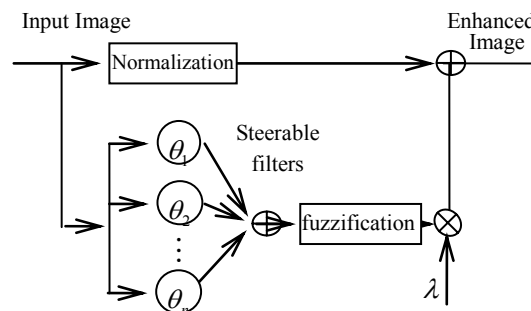 Input Image
Enhanced
Image
Normalization
Steerable
filters
θ₁
θ₂
⋮
θₙ
fuzzification
λ